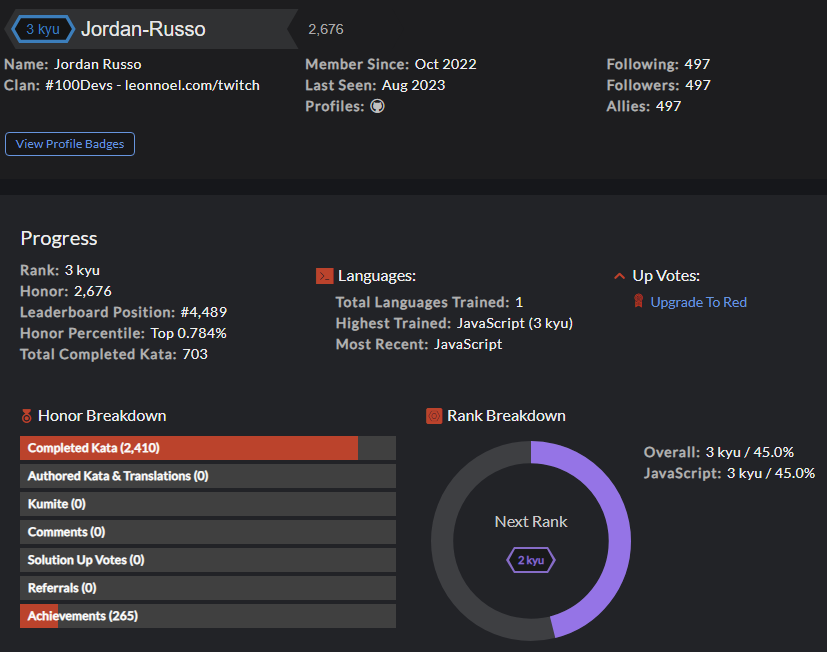 3 kyu Jordan-Russo 2,676
Name: Jordan Russo
Clan: #100Devs - leonnoel.com/twitch
Member Since: Oct 2022
Last Seen: Aug 2023
Profiles:
Following: 497
Followers: 497
Allies: 497
View Profile Badges
Progress
Rank: 3 kyu
Honor: 2,676
Leaderboard Position: #4,489
Honor Percentile: Top 0.784%
Total Completed Kata: 703
Languages:
Total Languages Trained: 1
Highest Trained: JavaScript (3 kyu)
Most Recent: JavaScript
Up Votes:
Upgrade To Red
Honor Breakdown
Completed Kata (2,410)
Authored Kata & Translations (0)
Kumite (0)
Comments (0)
Solution Up Votes (0)
Referrals (0)
Achievements (265)
Rank Breakdown
Next Rank
2 kyu
Overall: 3 kyu / 45.0%
JavaScript: 3 kyu / 45.0%